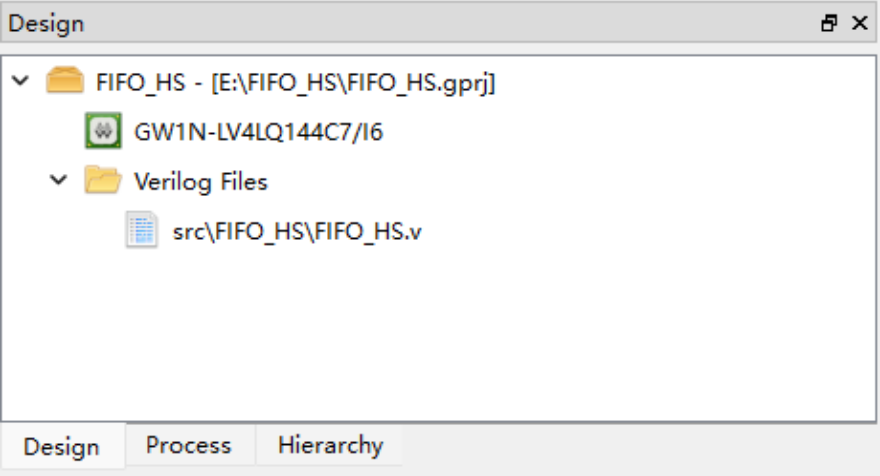 Design
FIFO_HS - [E:\FIFO_HS\FIFO_HS.gprj]
GW1N-LV4LQ144C7/I6
Verilog Files
src\FIFO_HS\FIFO_HS.v
Design Process Hierarchy